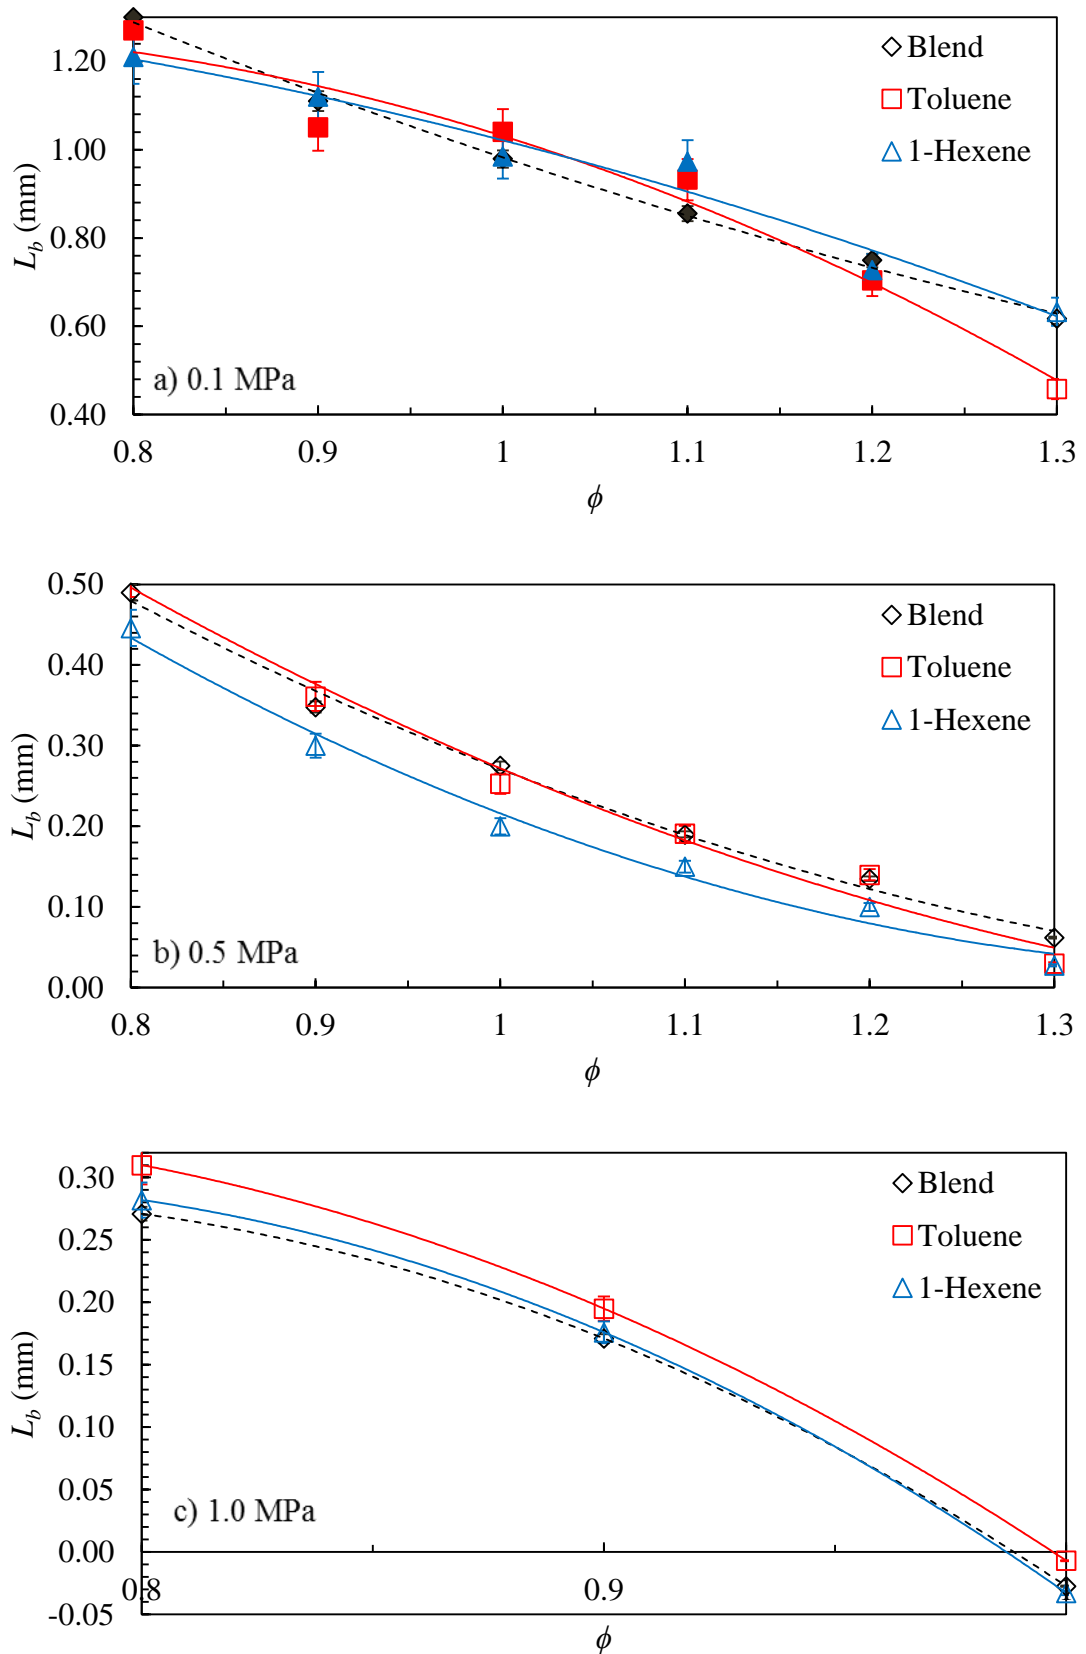 1.20
1.00
0.80
0.60
0.40
L_b (mm)
Blend
Toluene
1-Hexene
a) 0.1 MPa
0.8 0.9 1 1.1 1.2 1.3
ϕ
0.50
0.40
0.30
0.20
0.10
0.00
L_b (mm)
Blend
Toluene
1-Hexene
b) 0.5 MPa
0.8 0.9 1 1.1 1.2 1.3
ϕ
0.30
0.25
0.20
0.15
0.10
0.05
0.00
-0.05
L_b (mm)
Blend
Toluene
1-Hexene
c) 1.0 MPa
0.8 0.9
ϕ